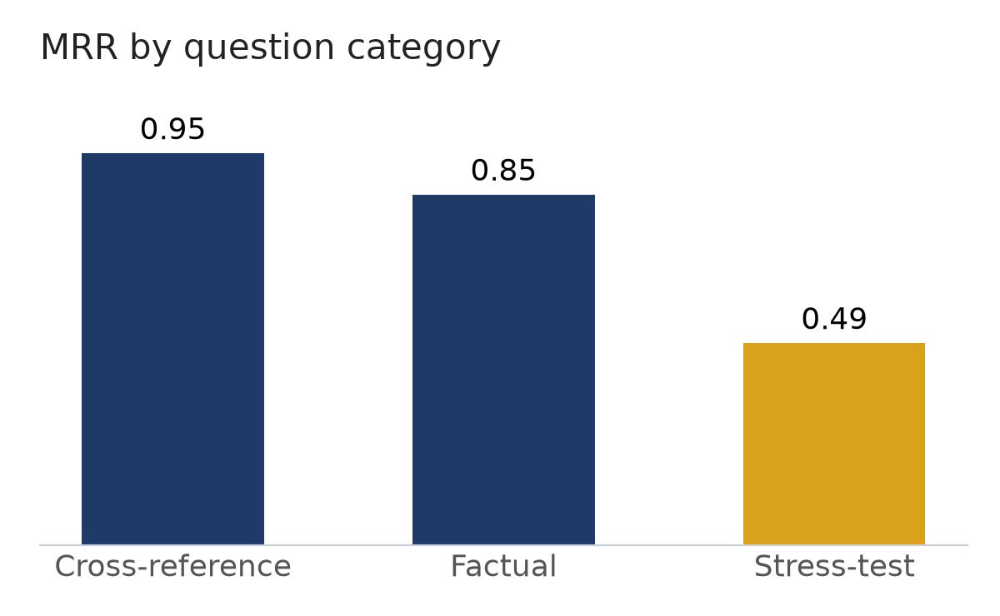 MRR by question category
0.95
0.85
0.49
Cross-reference
Factual
Stress-test